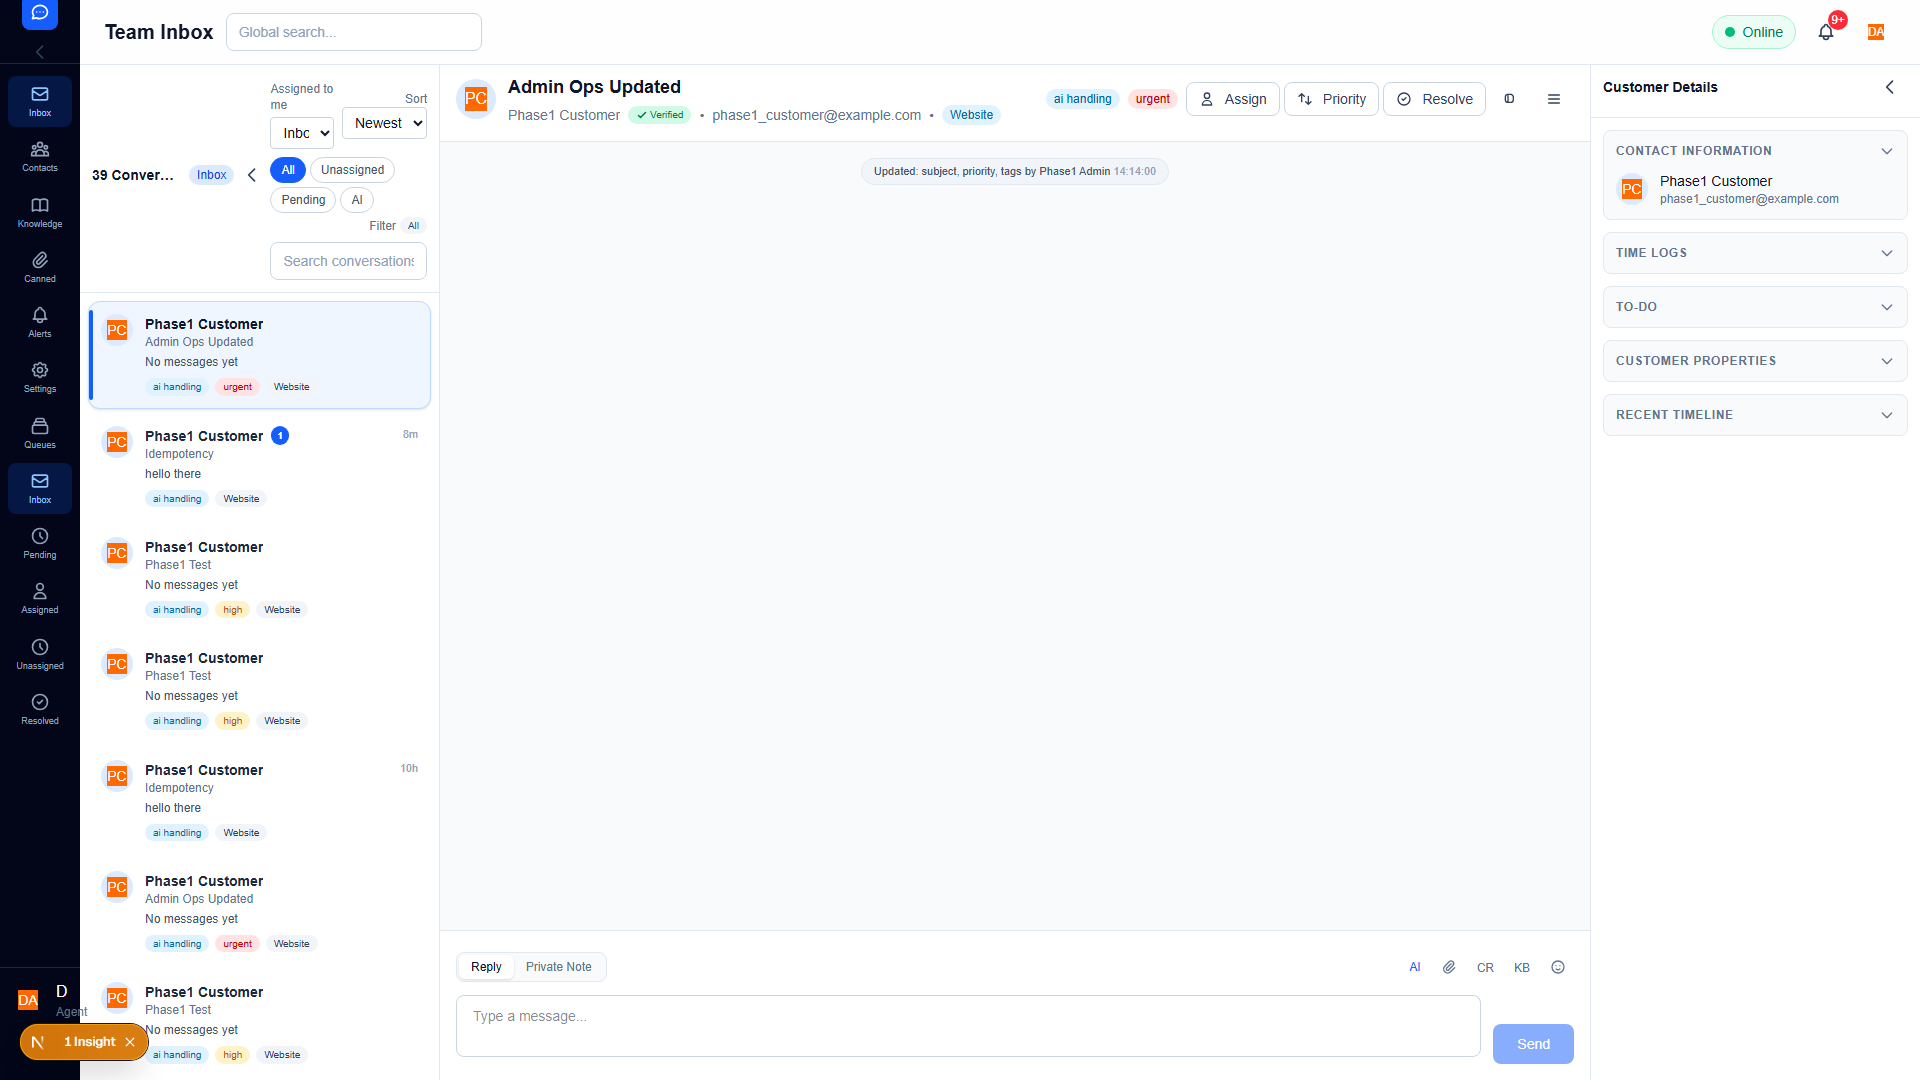 Team Inbox
Global search...
Online
9+
DA
Inbox
Contacts
Knowledge
Canned
Alerts
Settings
Queues
Inbox
Pending
Assigned
Unassigned
Resolved
DA
D
Agent
1 Insight
39 Conver...
Inbox
Assigned to me
Inbc
Sort
Newest
All
Unassigned
Pending
AI
Filter
All
Search conversations
PC
Phase1 Customer
Admin Ops Updated
No messages yet
ai handling urgent Website
PC
Phase1 Customer 1 8m
Idempotency
hello there
ai handling Website
PC
Phase1 Customer
Phase1 Test
No messages yet
ai handling high Website
PC
Phase1 Customer
Phase1 Test
No messages yet
ai handling high Website
PC
Phase1 Customer 10h
Idempotency
hello there
ai handling Website
PC
Phase1 Customer
Admin Ops Updated
No messages yet
ai handling urgent Website
PC
Phase1 Customer
Phase1 Test
No messages yet
ai handling high Website
PC
Admin Ops Updated
Phase1 Customer Verified • phase1_customer@example.com • Website
ai handling urgent Assign Priority Resolve
Updated: subject, priority, tags by Phase1 Admin 14:14:00
Reply Private Note
AI CR KB
Type a message...
Send
Customer Details
CONTACT INFORMATION
PC
Phase1 Customer
phase1_customer@example.com
TIME LOGS
TO-DO
CUSTOMER PROPERTIES
RECENT TIMELINE